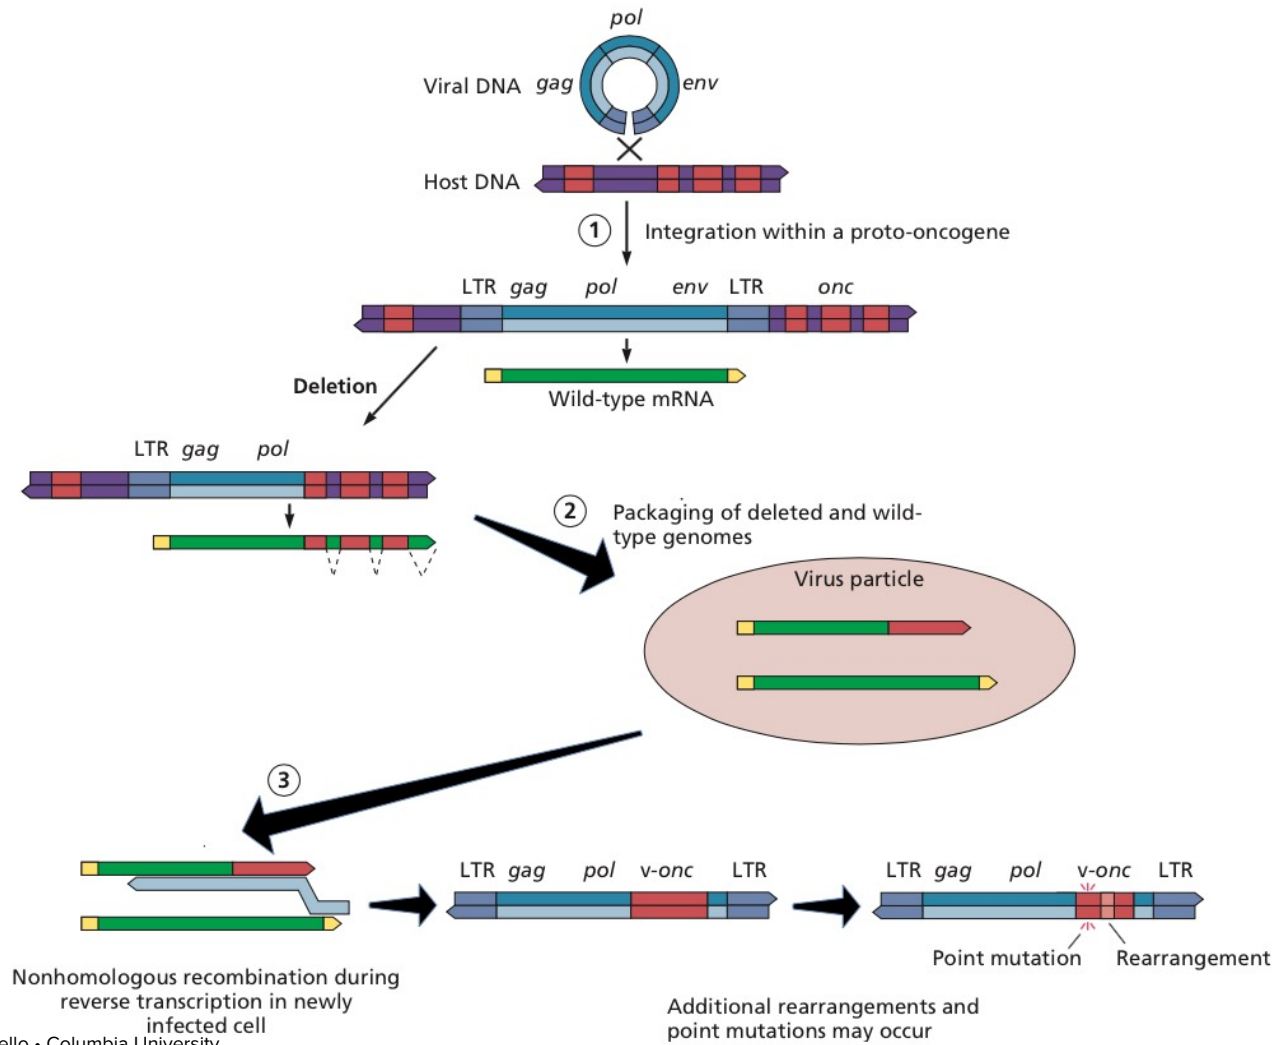 pol
Viral DNA gag env
Host DNA
1 Integration within a proto-oncogene
LTR gag pol env LTR onc
Deletion
Wild-type mRNA
LTR gag pol
2 Packaging of deleted and wild-
type genomes
Virus particle
3
LTR gag pol v-onc LTR
LTR gag pol v-onc LTR
Point mutation Rearrangement
Nonhomologous recombination during
reverse transcription in newly
infected cell
Additional rearrangements and
point mutations may occur
ello • Columbia University